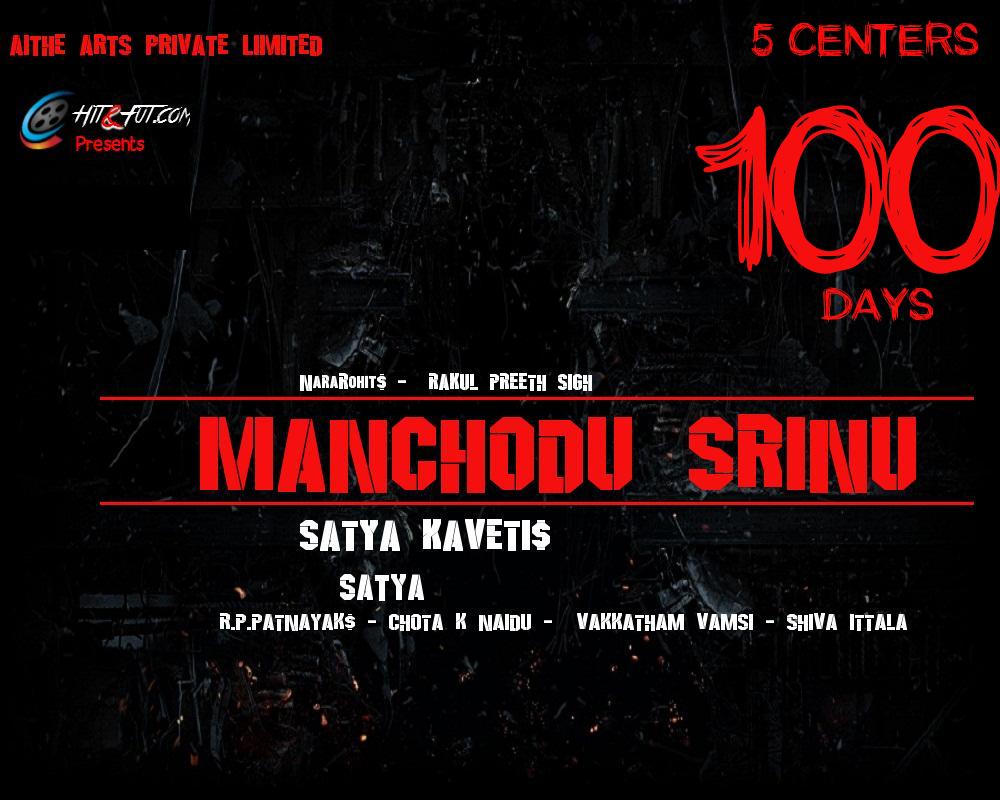 AITHE ARTS PRIVATE LIIMITED
5 CENTERS
HIT&FUT.COM
Presents
100
DAYS
NARAROHIT$ - RAKUL PREETH SIGH
MANCHODU SRINU
SATYA KAVETI$
SATYA
R.P.PATNAYAK$ - CHOTA K NAIDU - VAKKATHAM VAMSI - SHIVA ITTALA